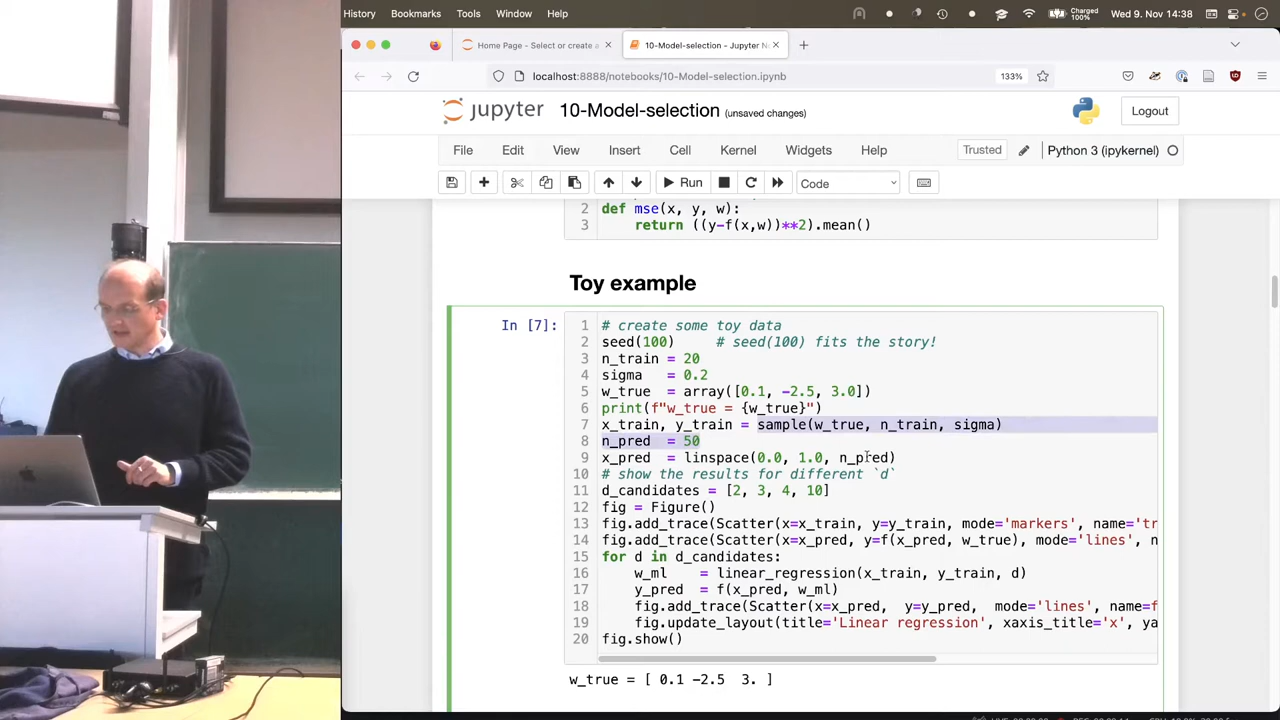 History Bookmarks Tools Window Help Charged 100% Wed 9. Nov 14:38
Home Page - Select or create a 10-Model-selection - Jupyter N
localhost:8888/notebooks/10-Model-selection.ipynb 133%
jupyter 10-Model-selection (unsaved changes) Logout
File Edit View Insert Cell Kernel Widgets Help Trusted Python 3 (ipykernel)
Run Code
2 def mse(x, y, w):
3 return ((y-f(x,w))**2).mean()
Toy example
In [7]: 1 # create some toy data
2 seed(100) # seed(100) fits the story!
3 n_train = 20
4 sigma = 0.2
5 w_true = array([0.1, -2.5, 3.0])
6 print(f"w_true = {w_true}")
7 x_train, y_train = sample(w_true, n_train, sigma)
8 n_pred = 50
9 x_pred = linspace(0.0, 1.0, n_pred)
10 # show the results for different `d`
11 d_candidates = [2, 3, 4, 10]
12 fig = Figure()
13 fig.add_trace(Scatter(x=x_train, y=y_train, mode='markers', name='tr
14 fig.add_trace(Scatter(x=x_pred, y=f(x_pred, w_true), mode='lines', n
15 for d in d_candidates:
16 w_ml = linear_regression(x_train, y_train, d)
17 y_pred = f(x_pred, w_ml)
18 fig.add_trace(Scatter(x=x_pred, y=y_pred, mode='lines', name=f
19 fig.update_layout(title='Linear regression', xaxis_title='x', ya
20 fig.show()
w_true = [ 0.1 -2.5 3. ]